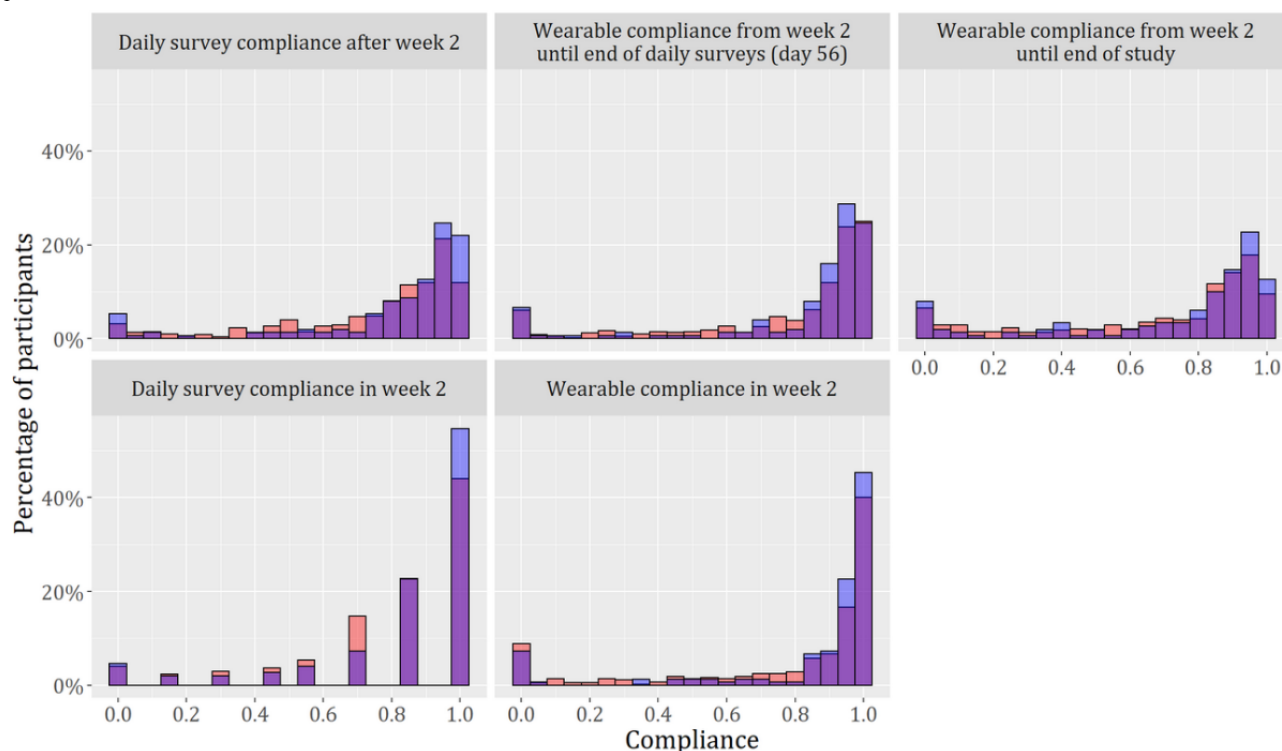 Daily survey compliance after week 2
Wearable compliance from week 2
until end of daily surveys (day 56)
Wearable compliance from week 2
until end of study
40%
20%
0%
0.0 0.2 0.4 0.6 0.8 1.0
Daily survey compliance in week 2
Wearable compliance in week 2
40%
20%
0%
0.0 0.2 0.4 0.6 0.8 1.0
0.0 0.2 0.4 0.6 0.8 1.0
Percentage of participants
Compliance